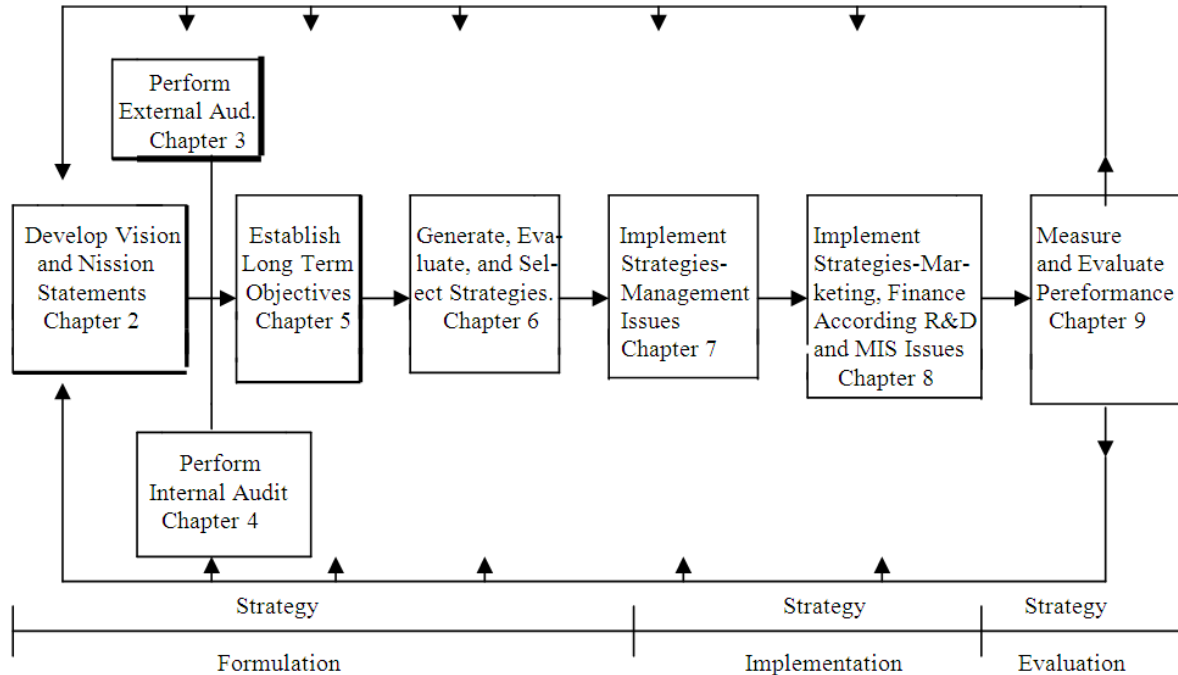 Perform
External Aud.
Chapter 3
Develop Vision
and Nission
Statements
Chapter 2
Establish
Long Term
Objectives
Chapter 5
Generate, Eva-
luate, and Sel-
ect Strategies.
Chapter 6
Implement
Strategies-
Management
Issues
Chapter 7
Implement
Strategies-Mar-
keting, Finance
According R&D
and MIS Issues
Chapter 8
Measure
and Evaluate
Pereformance
Chapter 9
Perform
Internal Audit
Chapter 4
Strategy
Formulation
Strategy
Implementation
Strategy
Evaluation